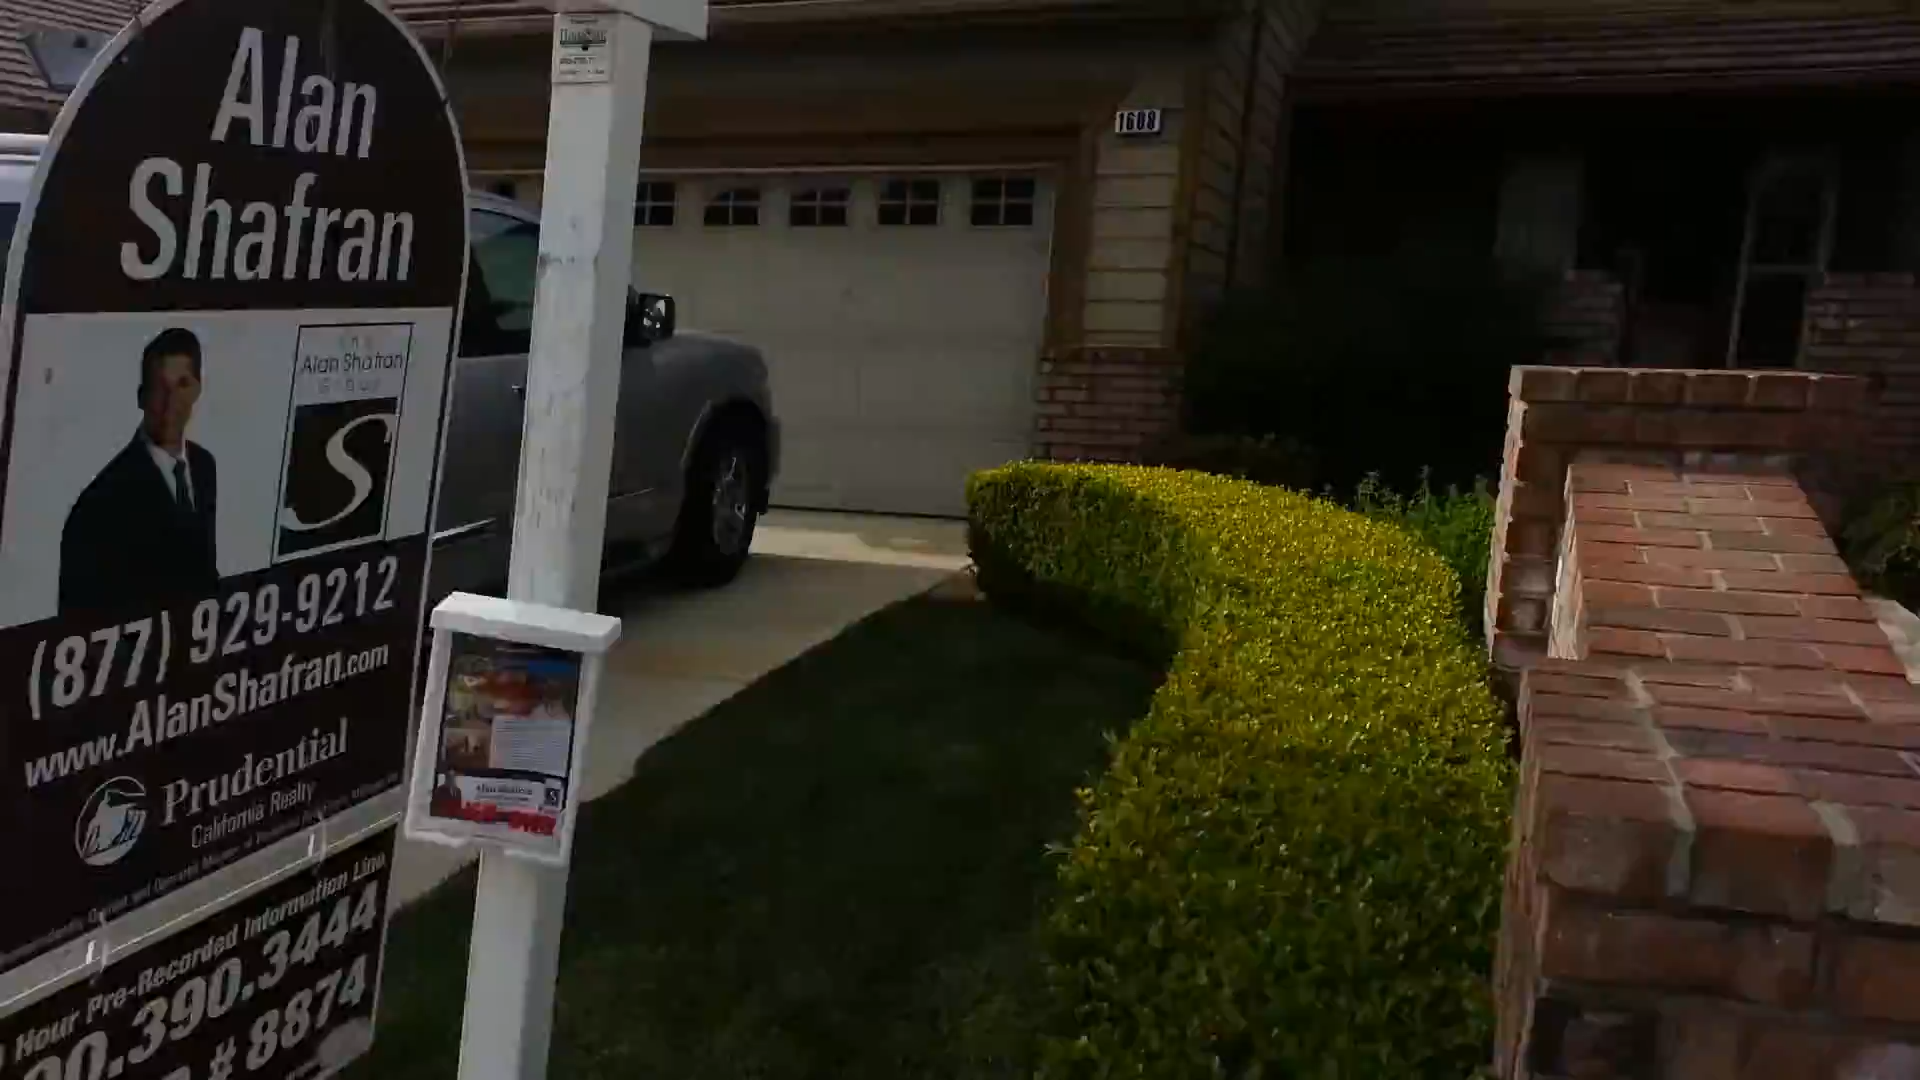 Alan
Shafran
Alan Shafran
S
(877) 929-9212
www.AlanShafran.com
Prudential
California Realty
Hour Pre-Recorded Information Line
00.390.3444
# 8874
1608